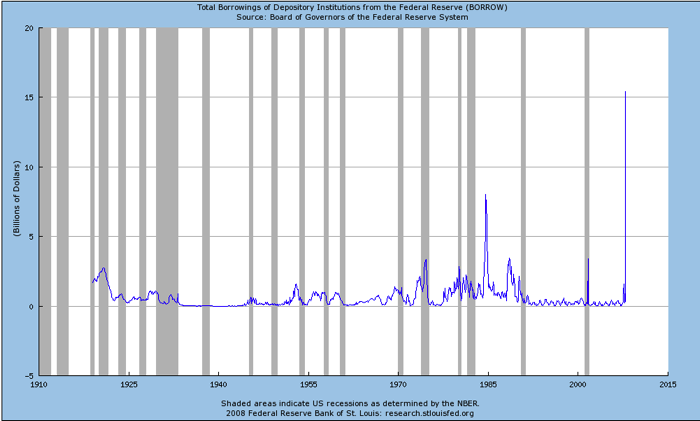 Total Borrowings of Depository Institutions from the Federal Reserve (BORROW)
Source: Board of Governors of the Federal Reserve System
20
15
10
5
0
-5
(Billions of Dollars)
1910 1925 1940 1955 1970 1985 2000 2015
Shaded areas indicate US recessions as determined by the NBER.
2008 Federal Reserve Bank of St. Louis: research.stlouisfed.org